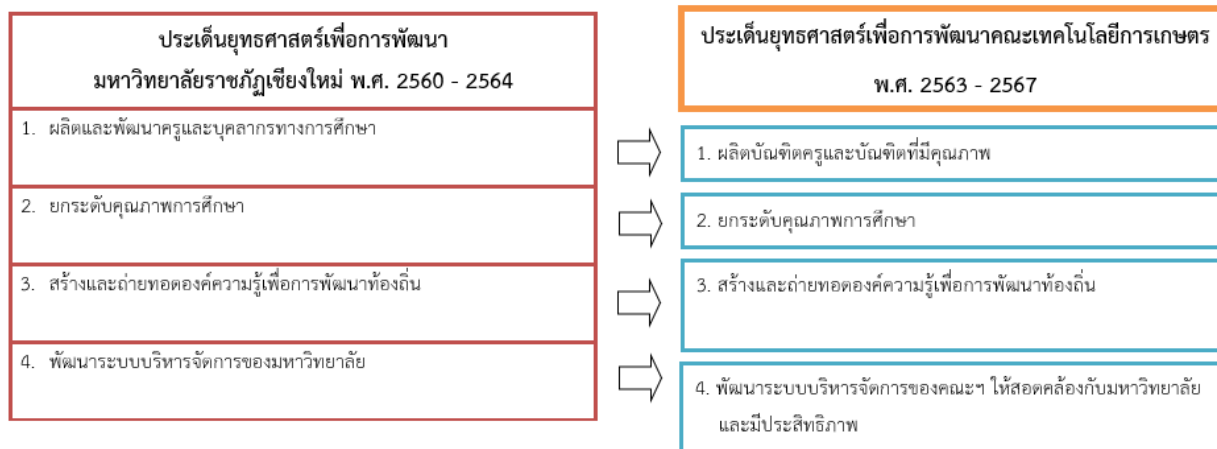 ประเด็นยุทธศาสตร์เพื่อการพัฒนา
มหาวิทยาลัยราชภัฏเชียงใหม่ พ.ศ. 2560 - 2564
1. ผลิตและพัฒนาครูและบุคลากรทางการศึกษา
2. ยกระดับคุณภาพการศึกษา
3. สร้างและถ่ายทอดองค์ความรู้เพื่อการพัฒนาท้องถิ่น
4. พัฒนาระบบบริหารจัดการของมหาวิทยาลัย
ประเด็นยุทธศาสตร์เพื่อการพัฒนาคณะเทคโนโลยีการเกษตร
พ.ศ. 2563 - 2567
1. ผลิตบัณฑิตครูและบัณฑิตที่มีคุณภาพ
2. ยกระดับคุณภาพการศึกษา
3. สร้างและถ่ายทอดองค์ความรู้เพื่อการพัฒนาท้องถิ่น
4. พัฒนาระบบบริหารจัดการของคณะฯ ให้สอดคล้องกับมหาวิทยาลัย
และมีประสิทธิภาพ